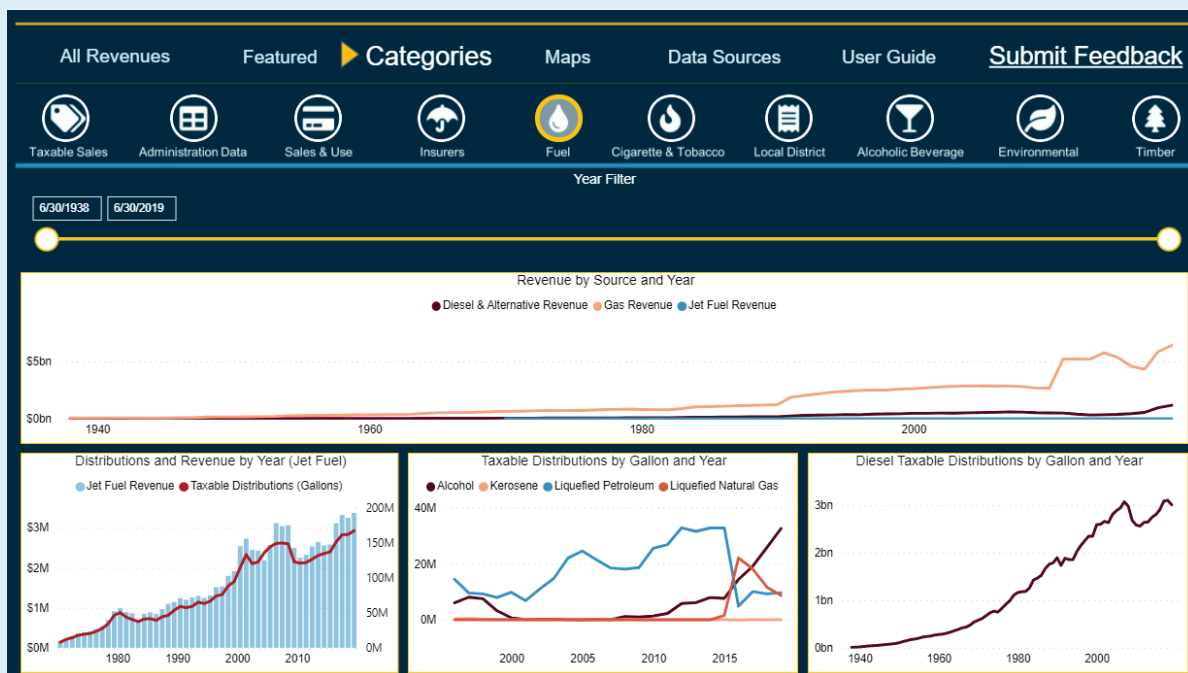 All Revenues Featured Categories Maps Data Sources User Guide Submit Feedback
Taxable Sales Administration Data Sales & Use Insurers Fuel Cigarette & Tobacco Local District Alcoholic Beverage Environmental Timber
Year Filter
6/30/1938 6/30/2019
Revenue by Source and Year
Diesel & Alternative Revenue Gas Revenue Jet Fuel Revenue
$5bn
$0bn
1940 1960 1980 2000
Distributions and Revenue by Year (Jet Fuel)
Jet Fuel Revenue Taxable Distributions (Gallons)
$3M
$2M
$1M
$0M
200M
150M
100M
50M
0M
1980 1990 2000 2010
Taxable Distributions by Gallon and Year
Alcohol Kerosene Liquefied Petroleum Liquefied Natural Gas
40M
20M
0M
2000 2005 2010 2015
Diesel Taxable Distributions by Gallon and Year
3bn
2bn
1bn
0bn
1940 1960 1980 2000